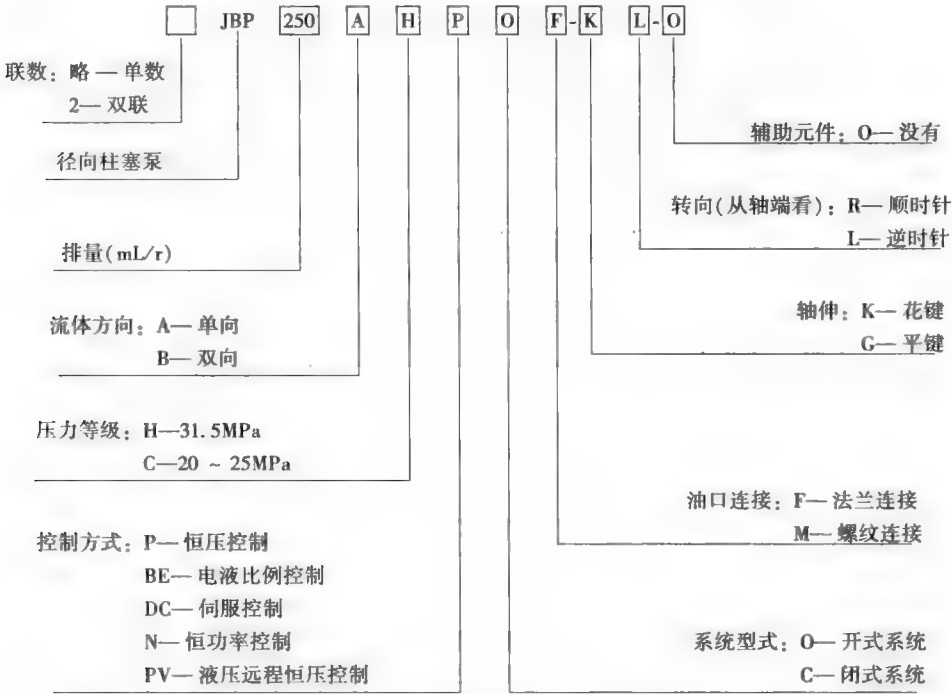 JBP 250 A H P O F-K L-O
联数：略 — 单数
2— 双联
径向柱塞泵
排量(mL/r)
流体方向：A— 单向
B— 双向
压力等级：H—31.5MPa
C—20 ~ 25MPa
控制方式：P— 恒压控制
BE— 电液比例控制
DC— 伺服控制
N— 恒功率控制
PV— 液压远程恒压控制
辅助元件：O— 没有
转向(从轴端看)：R— 顺时针
L— 逆时针
轴伸：K— 花键
G— 平键
油口连接：F— 法兰连接
M— 螺纹连接
系统型式：O— 开式系统
C— 闭式系统